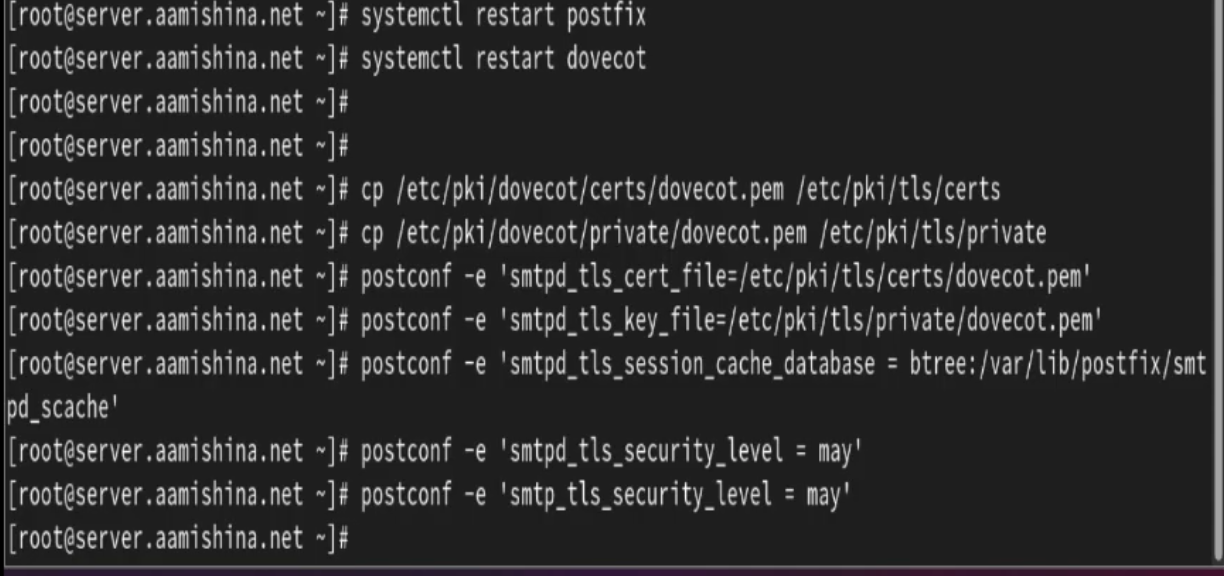 [root@server.aamishina.net ~]# systemctl restart postfix
[root@server.aamishina.net ~]# systemctl restart dovecot
[root@server.aamishina.net ~]#
[root@server.aamishina.net ~]#
[root@server.aamishina.net ~]# cp /etc/pki/dovecot/certs/dovecot.pem /etc/pki/tls/certs
[root@server.aamishina.net ~]# cp /etc/pki/dovecot/private/dovecot.pem /etc/pki/tls/private
[root@server.aamishina.net ~]# postconf -e 'smtpd_tls_cert_file=/etc/pki/tls/certs/dovecot.pem'
[root@server.aamishina.net ~]# postconf -e 'smtpd_tls_key_file=/etc/pki/tls/private/dovecot.pem'
[root@server.aamishina.net ~]# postconf -e 'smtpd_tls_session_cache_database = btree:/var/lib/postfix/smt
pd_scache'
[root@server.aamishina.net ~]# postconf -e 'smtpd_tls_security_level = may'
[root@server.aamishina.net ~]# postconf -e 'smtp_tls_security_level = may'
[root@server.aamishina.net ~]#